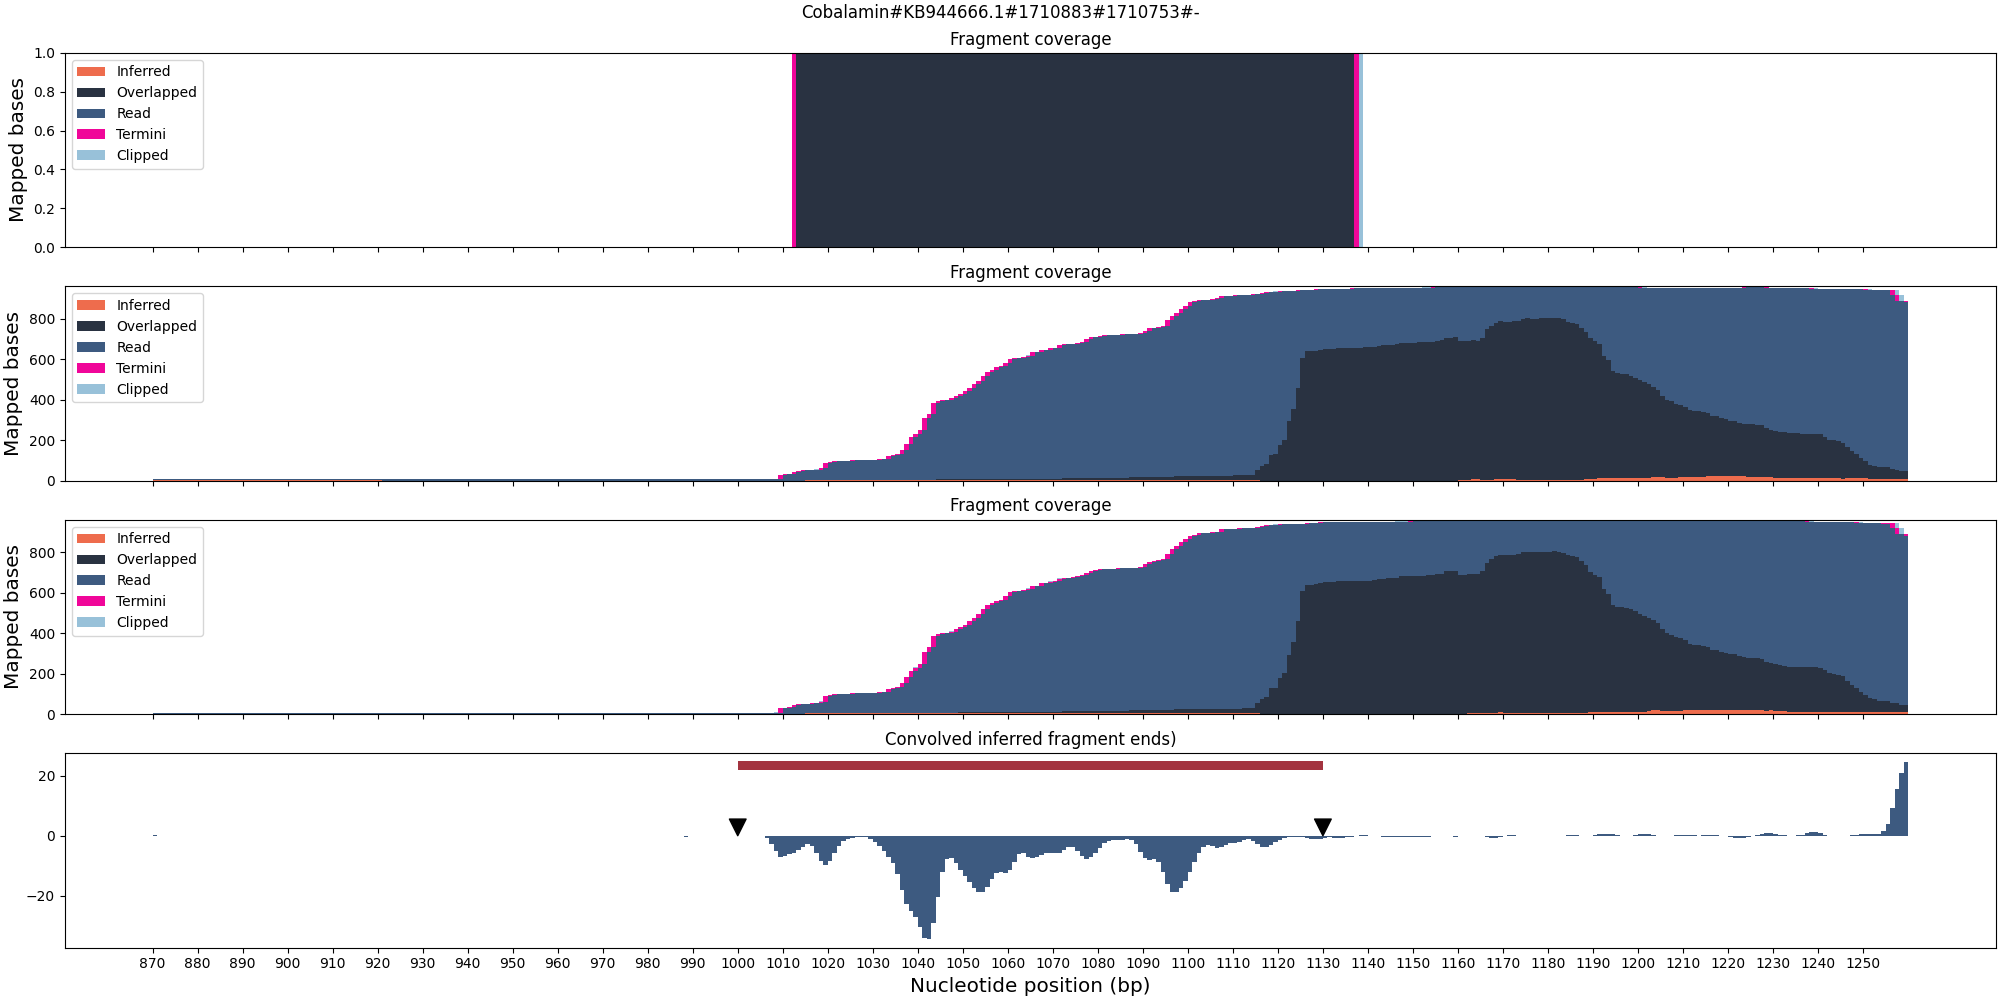 Cobalamin#KB944666.1#1710883#1710753#-
Fragment coverage
Mapped bases
1.0
0.8
0.6
0.4
0.2
0.0
Inferred
Overlapped
Read
Termini
Clipped
Fragment coverage
Mapped bases
800
600
400
200
0
Inferred
Overlapped
Read
Termini
Clipped
Fragment coverage
Mapped bases
800
600
400
200
0
Inferred
Overlapped
Read
Termini
Clipped
Convolved inferred fragment ends)
20
0
−20
870 880 890 900 910 920 930 940 950 960 970 980 990 1000 1010 1020 1030 1040 1050 1060 1070 1080 1090 1100 1110 1120 1130 1140 1150 1160 1170 1180 1190 1200 1210 1220 1230 1240 1250
Nucleotide position (bp)